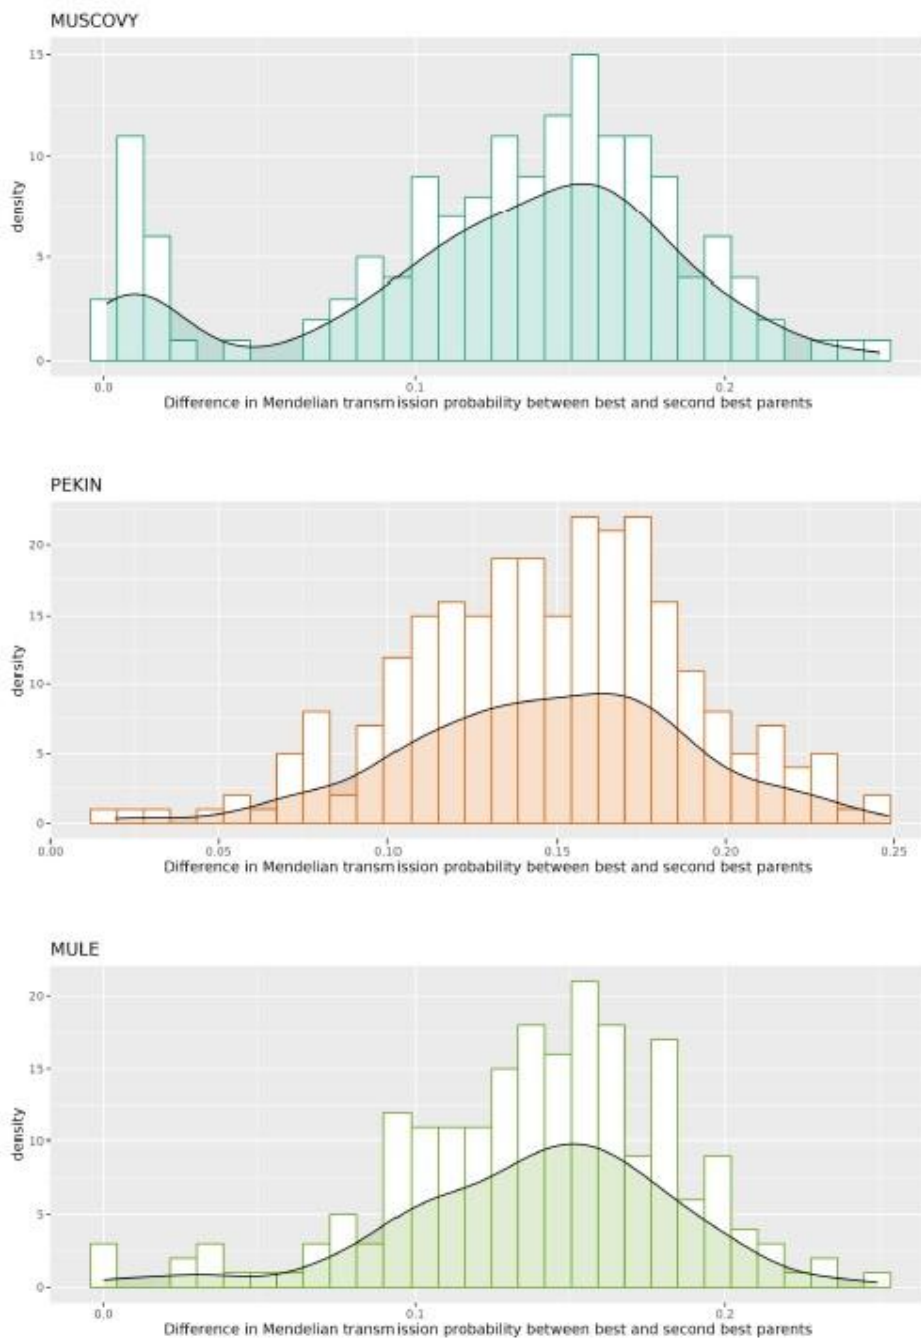 MUSCOVY
15
10
5
0
density
0.0 0.1 0.2
Difference in Mendelian transmission probability between best and second best parents
PEKIN
20
15
10
5
0
density
0.00 0.05 0.10 0.15 0.20 0.25
Difference in Mendelian transmission probability between best and second best parents
MULE
20
15
10
5
0
density
0.0 0.1 0.2
Difference in Mendelian transmission probability between best and second best parents